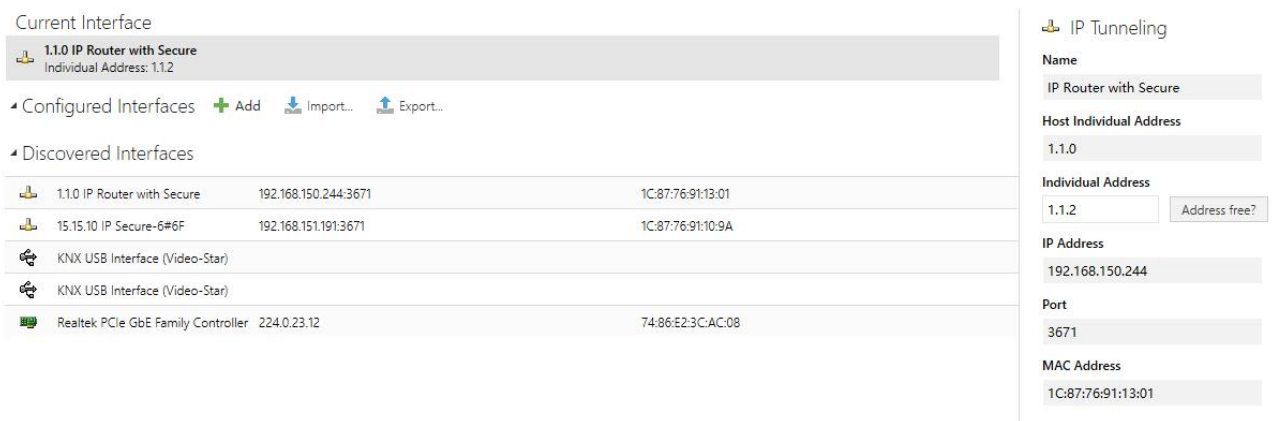 Current Interface
1.1.0 IP Router with Secure
Individual Address: 1.1.2
Configured Interfaces Add Import... Export...
Discovered Interfaces
1.1.0 IP Router with Secure 192.168.150.244:3671 1C:87:76:91:13:01
15.15.10 IP Secure-6#6F 192.168.151.191:3671 1C:87:76:91:10:9A
KNX USB Interface (Video-Star)
KNX USB Interface (Video-Star)
Realtek PCIe GbE Family Controller 224.0.23.12 74:86:E2:3C:AC:08
IP Tunneling
Name
IP Router with Secure
Host Individual Address
1.1.0
Individual Address
1.1.2 Address free?
IP Address
192.168.150.244
Port
3671
MAC Address
1C:87:76:91:13:01